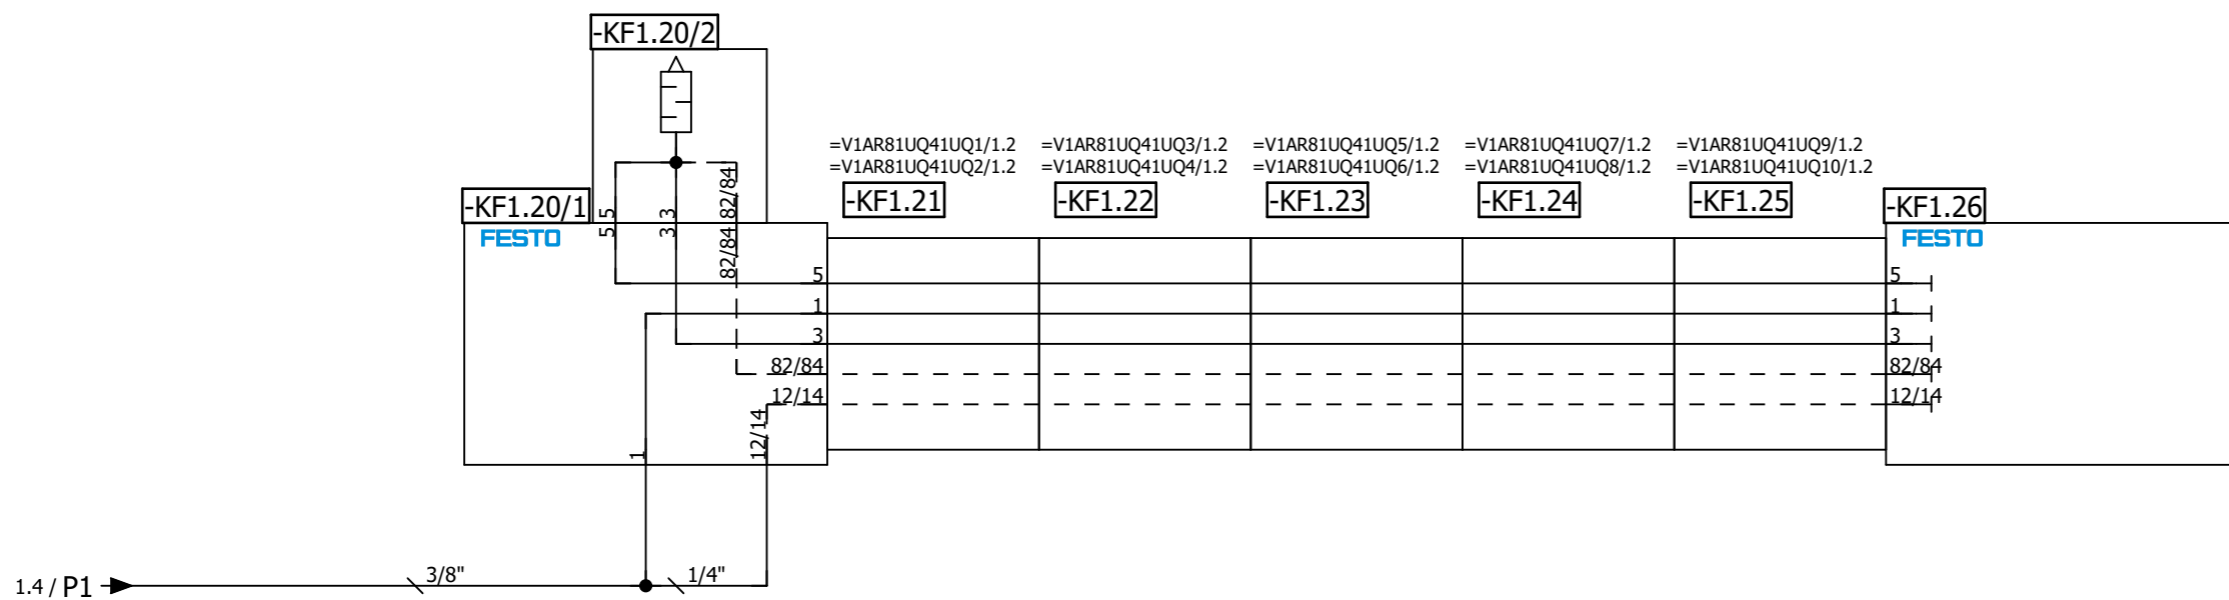 -KF1.20/2
=V1AR81UQ41UQ1/1.2 =V1AR81UQ41UQ3/1.2 =V1AR81UQ41UQ5/1.2 =V1AR81UQ41UQ7/1.2 =V1AR81UQ41UQ9/1.2
=V1AR81UQ41UQ2/1.2 =V1AR81UQ41UQ4/1.2 =V1AR81UQ41UQ6/1.2 =V1AR81UQ41UQ8/1.2 =V1AR81UQ41UQ10/1.2
-KF1.20/1 -KF1.21 -KF1.22 -KF1.23 -KF1.24 -KF1.25 -KF1.26
5 3 82/84
FESTO 5 3 82/84 FESTO
5 5
1 1
3 3
82/84 82/84
12/14 12/14
1 12/14
1.4 / P1 3/8" 1/4"